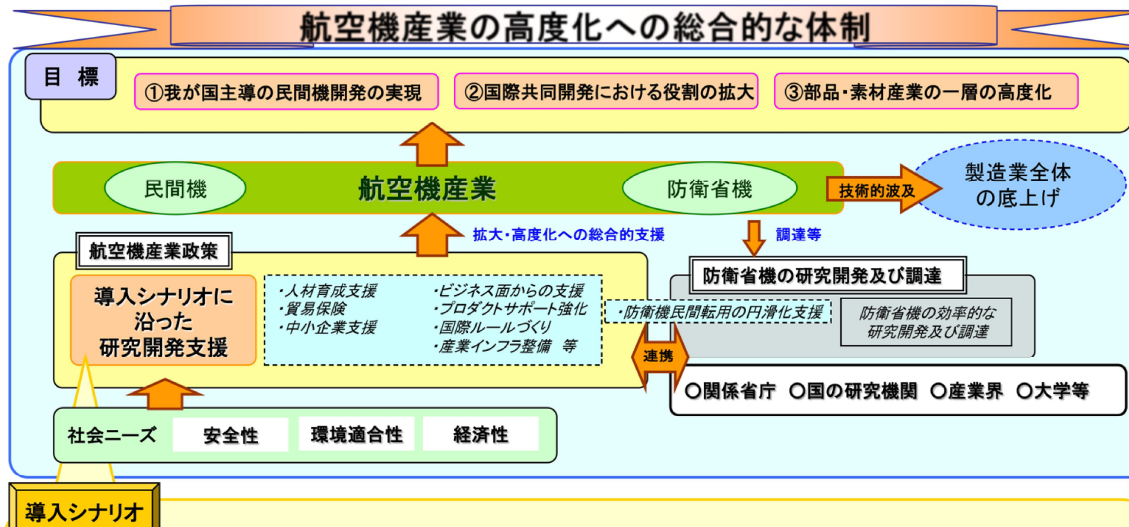 航空機産業の高度化への総合的な体制
目 標
①我が国主導の民間機開発の実現
②国際共同開発における役割の拡大
③部品・素材産業の一層の高度化
民間機
航空機産業
防衛省機
技術的波及
製造業全体
の底上げ
拡大・高度化への総合的支援
調達等
航空機産業政策
導入シナリオに
沿った
研究開発支援
・人材育成支援
・貿易保険
・中小企業支援
・ビジネス面からの支援
・プロダクトサポート強化
・国際ルールづくり
・産業インフラ整備 等
防衛省機の研究開発及び調達
・防衛機民間転用の円滑化支援
防衛省機の効率的な
研究開発及び調達
連携
○関係省庁 ○国の研究機関 ○産業界 ○大学等
社会ニーズ
安全性
環境適合性
経済性
導入シナリオ